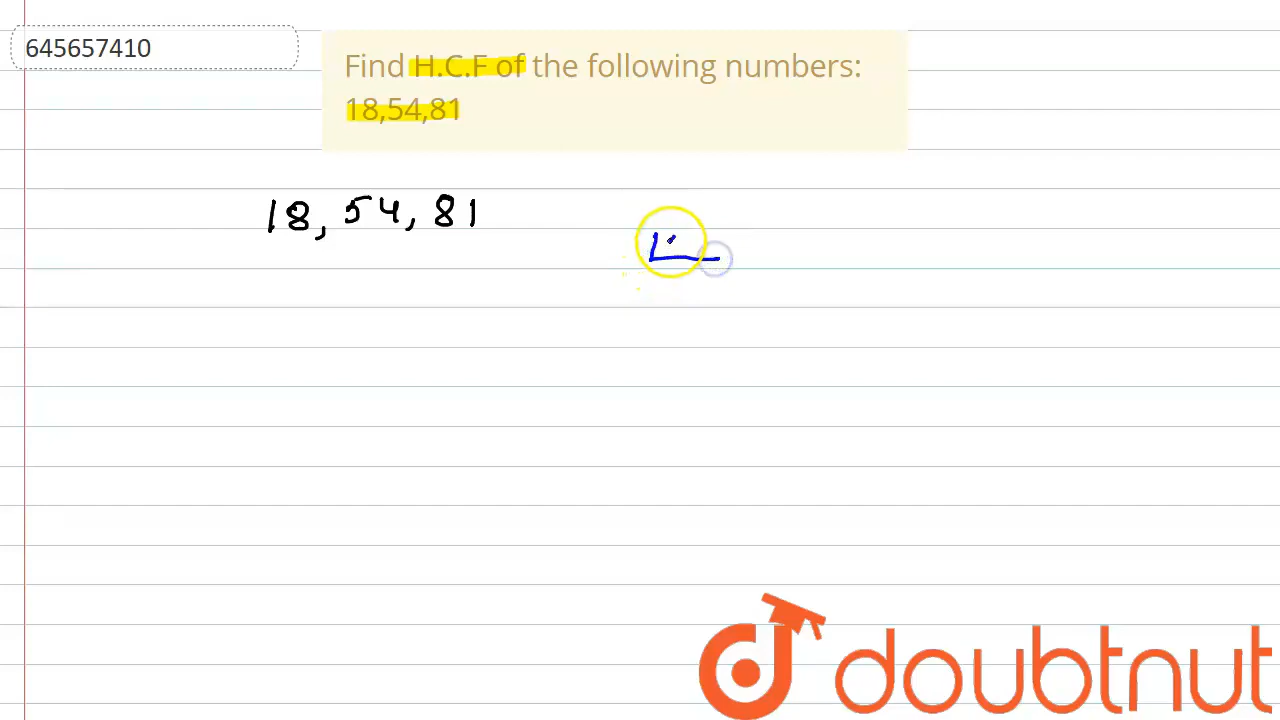 645657410
Find H.C.F of the following numbers:
18,54,81
18, 54, 81
doubtnut